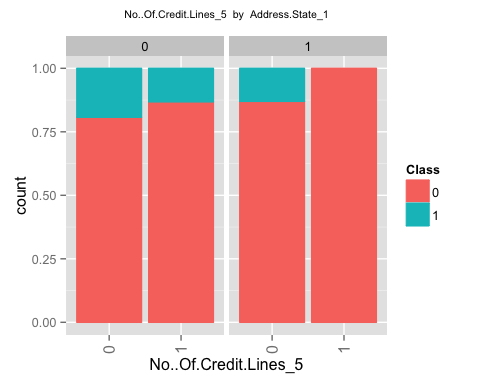 No..Of.Credit.Lines_5 by Address.State_1
0 1
1.00
0.75
0.50
0.25
0.00
count
0 1 0 1
No..Of.Credit.Lines_5
Class
0
1